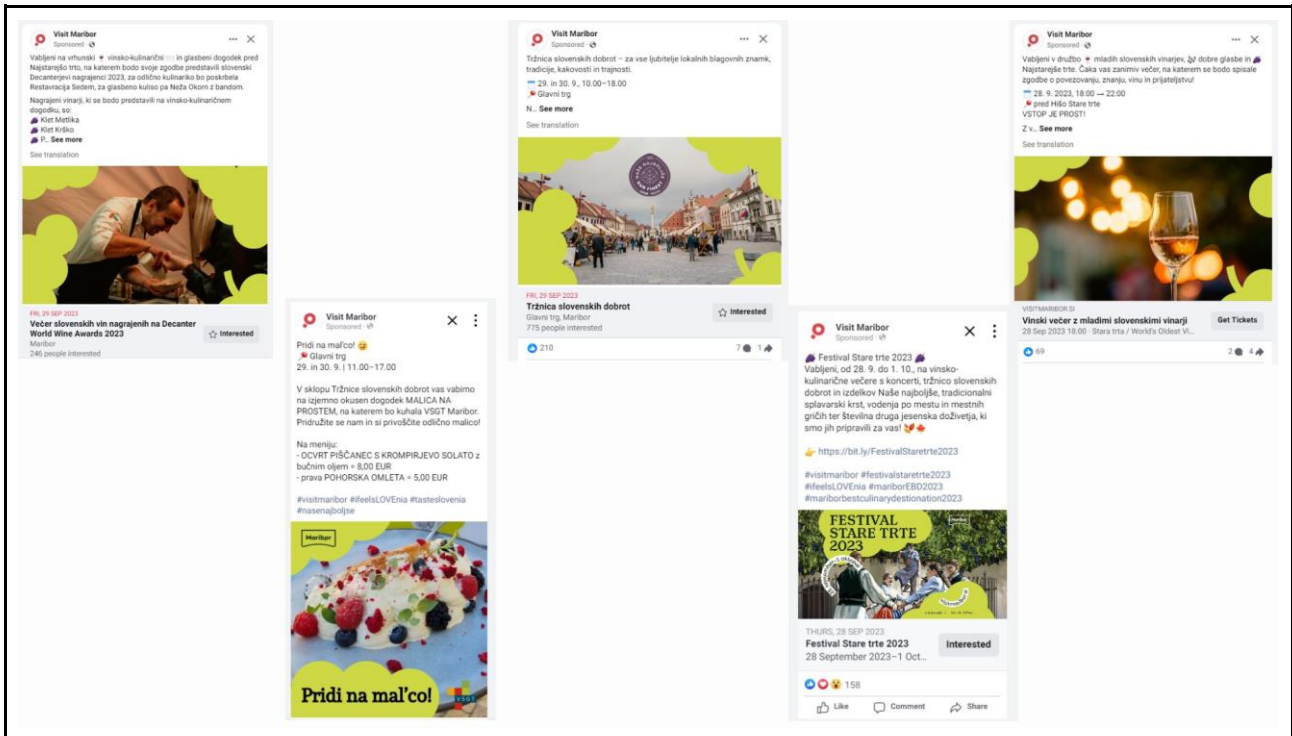 Visit Maribor
Sponsored
Vabljeni na vrhunski vinsko-kulinarični in glasbeni dogodek pred
Najstarejšo trto, na katerem bodo svoje zgodbe predstavili slovenski
Decanterjevi nagrajenci 2023, za odlično kulinariko bo poskrbela
Restavracija Sedem, za glasbeno kuliso pa Neža Okorn z bandom.
Nagrajeni vinarji, ki se bodo predstavili na vinsko-kulinaričnem
dogodku, so:
Klet Metlika
Klet Krško
P... See more
See translation
FRI, 29 SEP 2023
Večer slovenskih vin nagrajenih na Decanter
World Wine Awards 2023
Interested
Maribor
246 people interested
Visit Maribor
Sponsored
Pridi na mal'co!
Glavni trg
29. in 30. 9. | 11.00–17.00
V sklopu Tržnice slovenskih dobrot vas vabimo
na izjemno okusen dogodek MALICA NA
PROSTEM, na katerem bo kuhala VSGT Maribor.
Pridružite se nam in si privoščite odlično malico!
Na meniju:
- OCVRT PIŠČANEC S KROMPIRJEVO SOLATO z
bučnim oljem = 8,00 EUR
- prava POHORSKA OMLETA = 5,00 EUR
#visitmaribor #ifeelsLOVEnia #tasteslovenia
#nasenajboljse
Maribor
Pridi na mal'co!
VSGT
Visit Maribor
Sponsored
Tržnica slovenskih dobrot – za vse ljubitelje lokalnih blagovnih znamk,
tradicije, kakovosti in trajnosti.
29. in 30. 9., 10.00–18.00
Glavni trg
N... See more
See translation
FRI, 29 SEP 2023
Tržnica slovenskih dobrot
Glavni trg, Maribor
775 people interested
Interested
210
7
1
Visit Maribor
Sponsored
Festival Stare trte 2023
Vabljeni, od 28. 9. do 1. 10., na vinsko-
kulinarične večere s koncerti, tržnico slovenskih
dobrot in izdelkov Naše najboljše, tradicionalni
splavarski krst, vodenja po mestu in mestnih
gričih ter številna druga jesenska doživetja, ki
smo jih pripravili za vas!
https://bit.ly/FestivalStaretrte2023
#visitmaribor #festivalstaretrte2023
#ifeelsLOVEnia #mariborEBD2023
#mariborbestculinarydestionation2023
FESTIVAL
STARE TRTE
2023
Maribor
THURS, 28 SEP 2023
Festival Stare trte 2023
28 September 2023–1 Oct...
Interested
158
Like
Comment
Share
Visit Maribor
Sponsored
Vabljeni v družbo mladih slovenskih vinarjev, dobre glasbe in
Najstarejše trte. Čaka vas zanimiv večer, na katerem se bodo spisale
zgodbe o povezovanju, znanju, vinu in prijateljstvu!
28. 9. 2023, 18:00 → 22:00
pred Hišo Stare trte
VSTOP JE PROST!
Z v... See more
See translation
VISITMARIBOR.SI
Vinski večer z mladimi slovenskimi vinarji
28 Sep 2023 18:00 · Stara trta / World's Oldest Vi...
Get Tickets
69
2
4